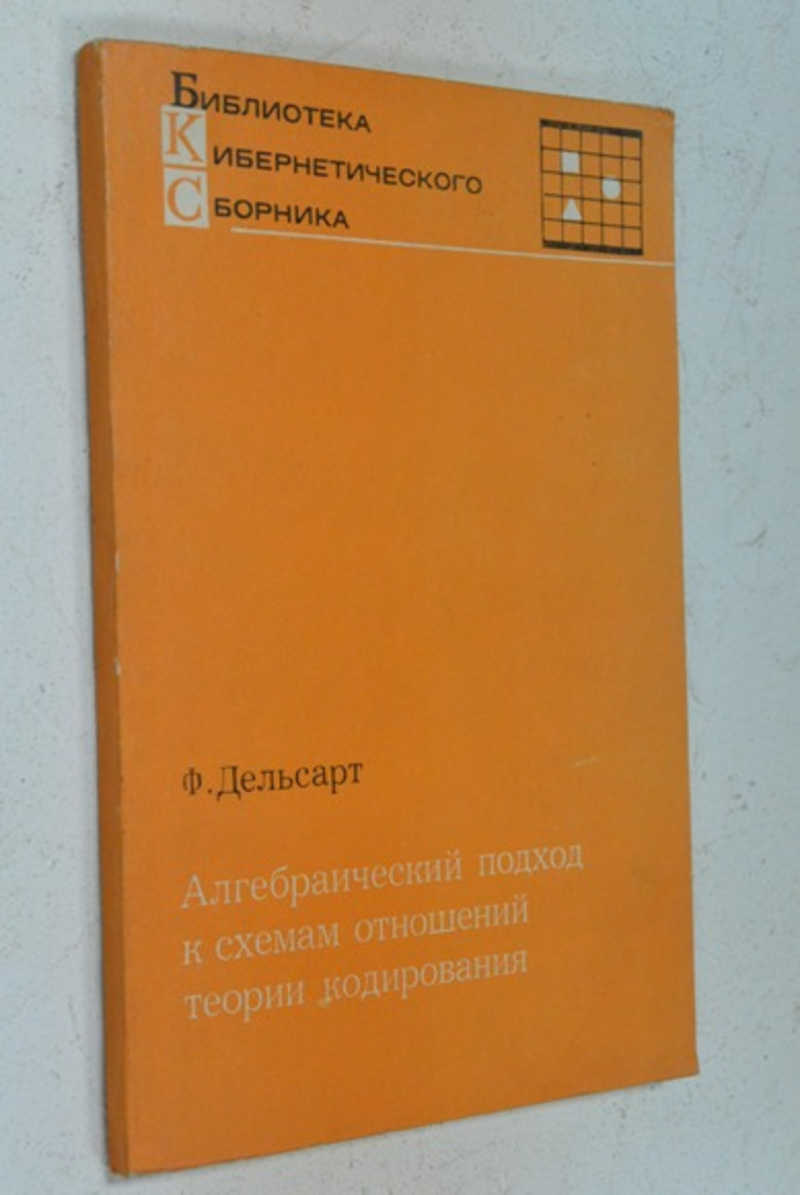 Библиотека
Кибернетического
Сборника
Ф. Дельсарт
Алгебраический подход
к схемам отношений
теории кодирования